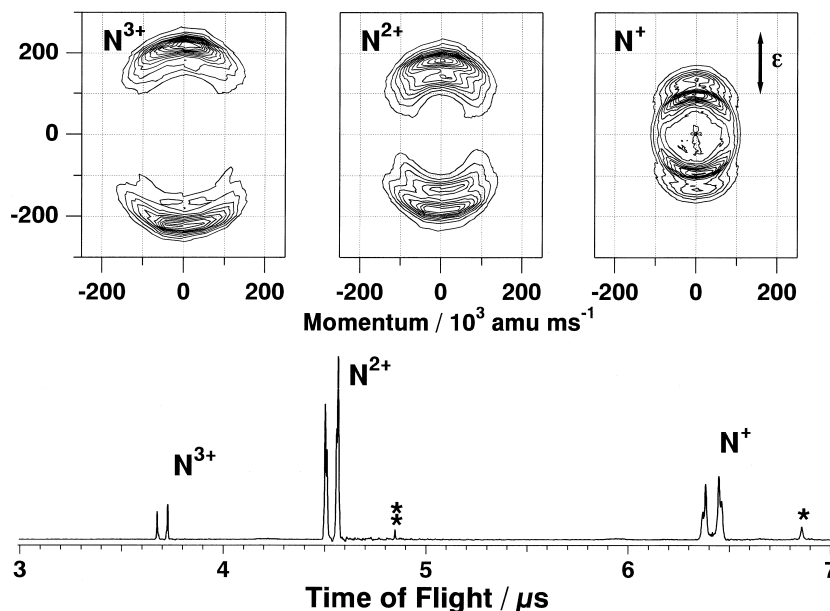 N3+ N2+ N+ ε
200
0
-200
-200 0 200 -200 0 200 -200 0 200
Momentum / 10³ amu ms⁻¹
N2+
N3+
N+
*
*
*
3 4 5 6 7
Time of Flight / µs